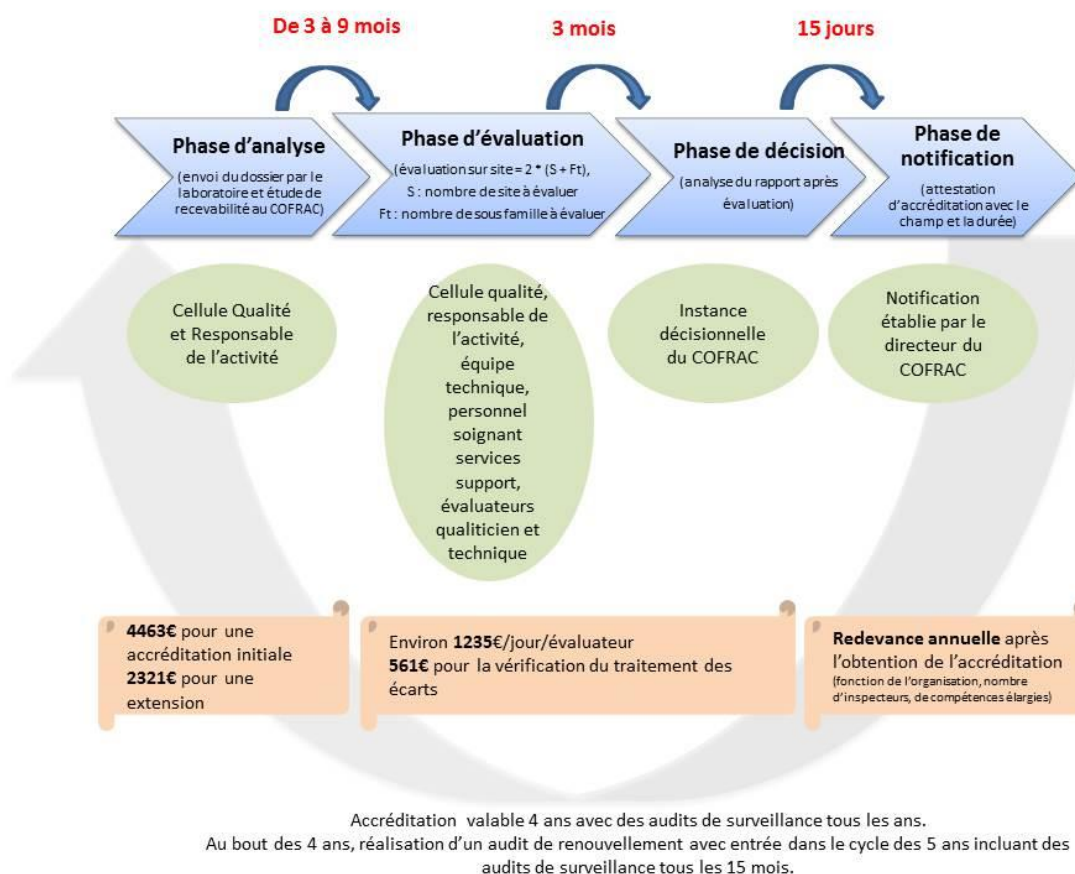 De 3 à 9 mois
3 mois
15 jours
Phase d'analyse
(envoi du dossier par le
laboratoire et étude de
recevabilité au COFRAC)
Phase d'évaluation
(évaluation sur site = 2 * (S + Ft),
S : nombre de site à évaluer
Ft : nombre de sous famille à évaluer
Phase de décision
(analyse du rapport après
évaluation)
Phase de
notification
(attestation
d'accréditation avec le
champ et la durée)
Cellule Qualité
et Responsable
de l'activité
Cellule qualité,
responsable de
l'activité,
équipe
technique,
personnel
soignant
services
support,
évaluateurs
qualiticien et
technique
Instance
décisionnelle
du COFRAC
Notification
établie par le
directeur du
COFRAC
4463€ pour une
accréditation initiale
2321€ pour une
extension
Environ 1235€/jour/évaluateur
561€ pour la vérification du traitement des
écarts
Redevance annuelle après
l'obtention de l'accréditation
(fonction de l'organisation, nombre
d'inspecteurs, de compétences élargies)
Accréditation valable 4 ans avec des audits de surveillance tous les ans.
Au bout des 4 ans, réalisation d'un audit de renouvellement avec entrée dans le cycle des 5 ans incluant des
audits de surveillance tous les 15 mois.